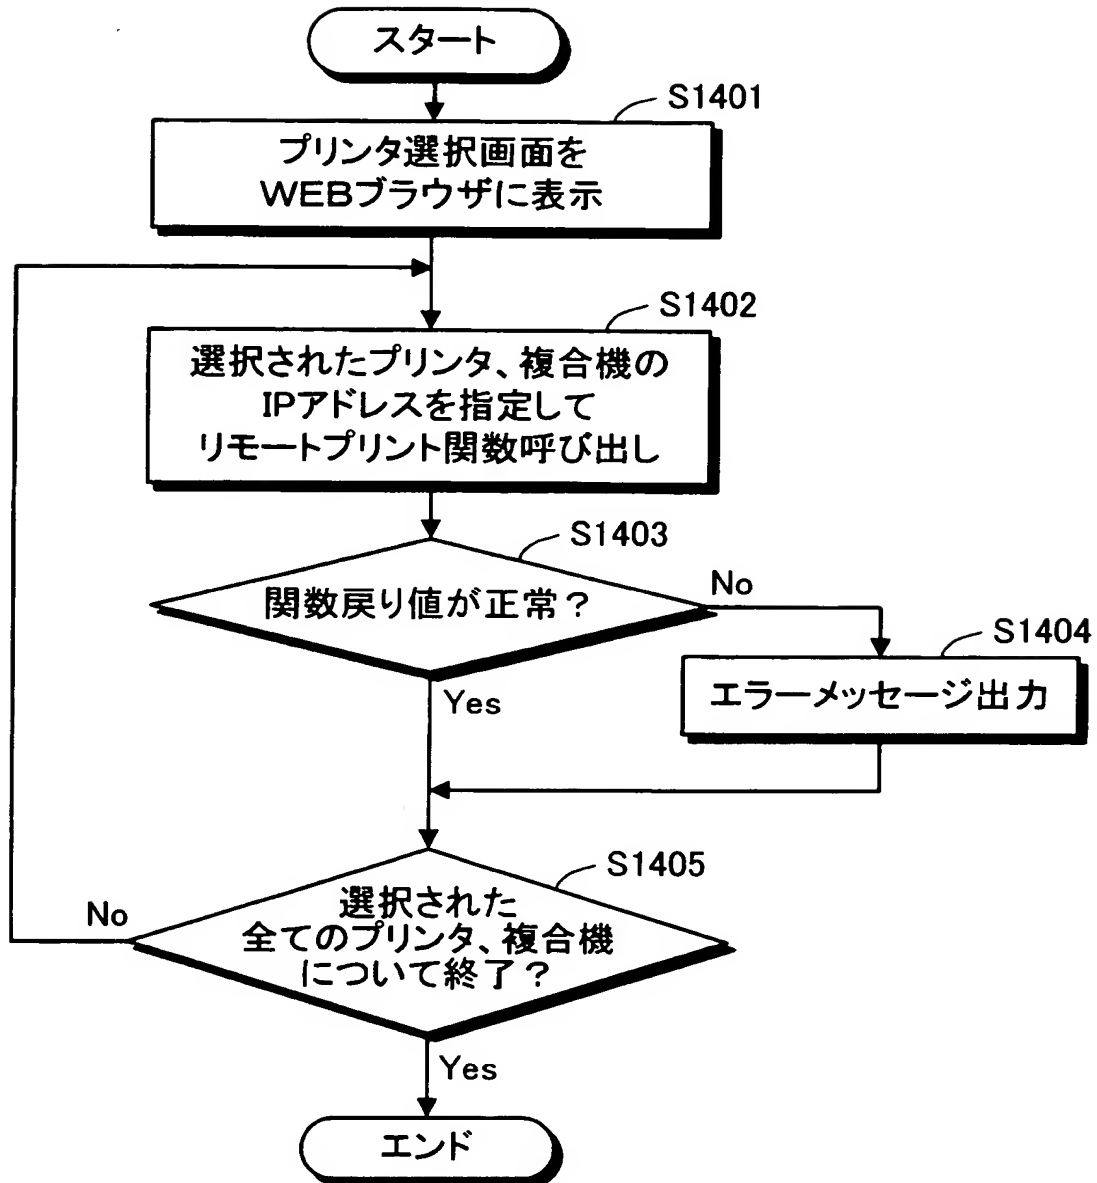 スタート
S1401
プリンタ選択画面を
WEBブラウザに表示
S1402
選択されたプリンタ、複合機の
IPアドレスを指定して
リモートプリント関数呼び出し
S1403
関数戻り値が正常？
No
S1404
エラーメッセージ出力
Yes
S1405
選択された
全てのプリンタ、複合機
について終了？
No
Yes
エンド